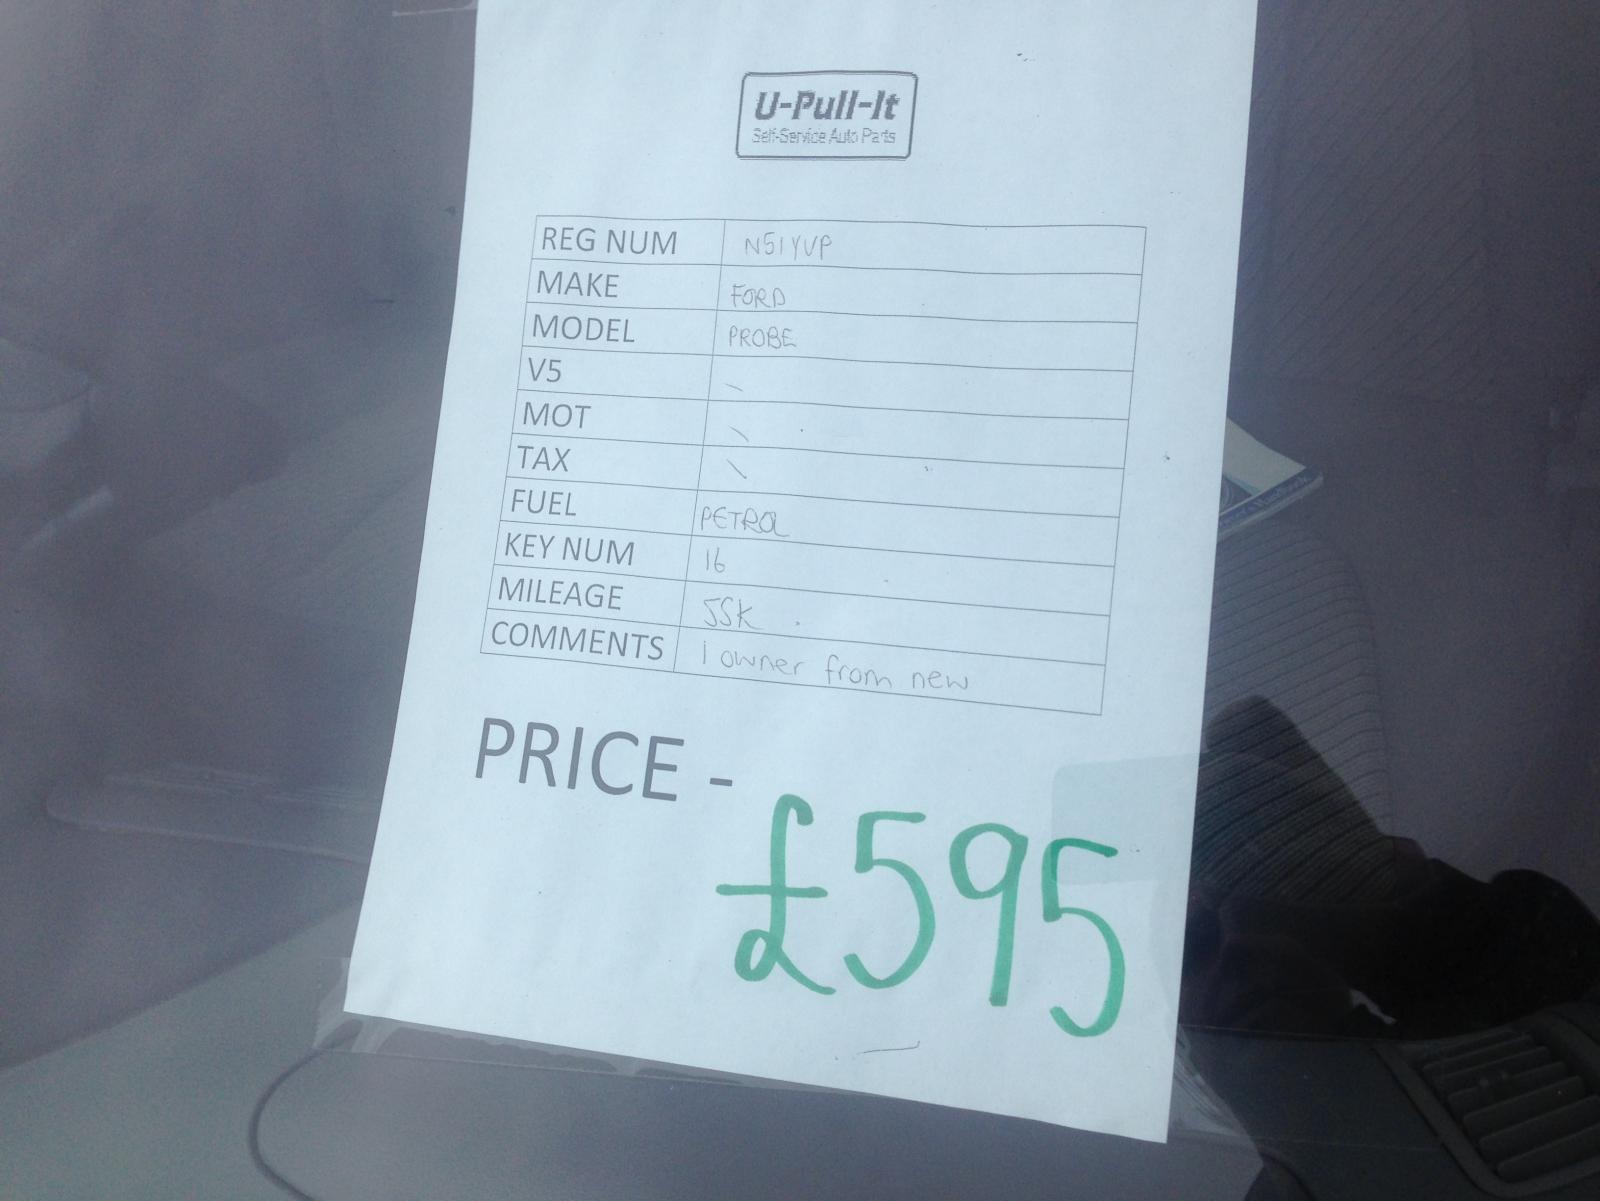 U-Pull-It
Self-Service Auto Parts
REG NUM N51YVP
MAKE FORD
MODEL PROBE
V5 \
MOT \
TAX \
FUEL PETROL
KEY NUM 16
MILEAGE 55K .
COMMENTS 1 owner from new
PRICE -
£595
Handbook